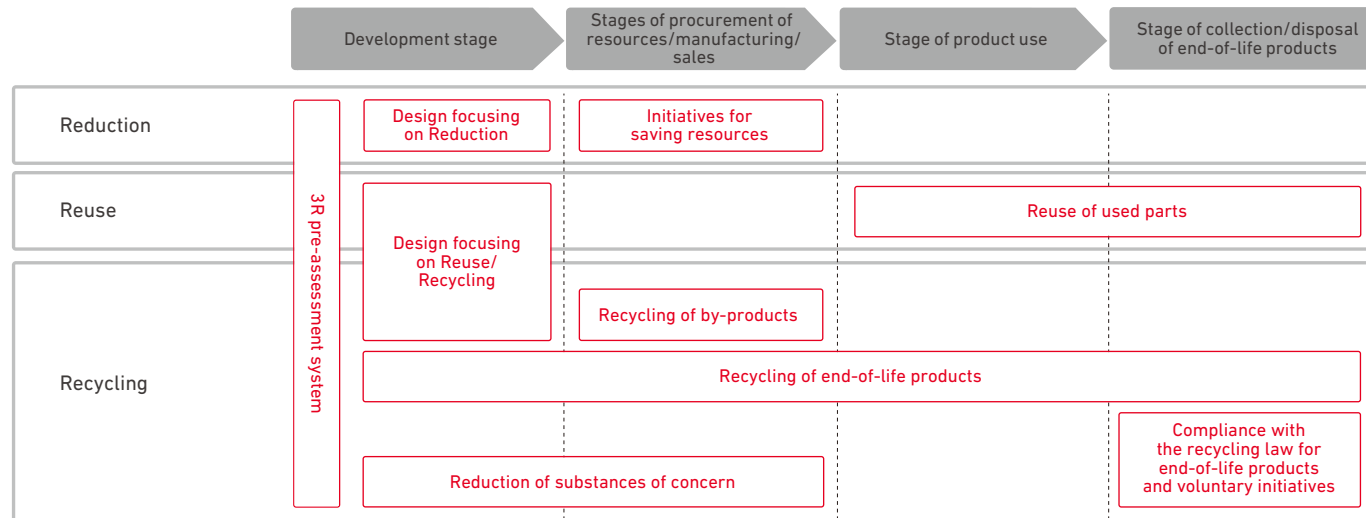 Development stage
Stages of procurement of
resources/manufacturing/
sales
Stage of product use
Stage of collection/disposal
of end-of-life products
Reduction
3R pre-assessment system
Design focusing
on Reduction
Initiatives for
saving resources
Reuse
Design focusing
on Reuse/
Recycling
Reuse of used parts
Recycling
Recycling of by-products
Recycling of end-of-life products
Reduction of substances of concern
Compliance with
the recycling law for
end-of-life products
and voluntary initiatives